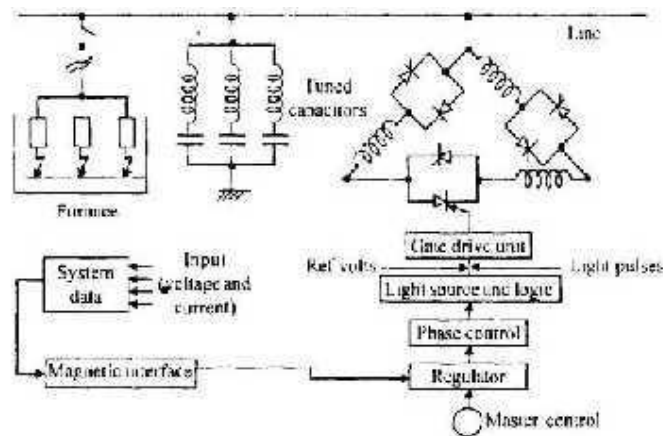 Line
Tuned
capacitors
Furnace
Gate drive unit
Ref volts
Light pulses
Light source and logic
System
data
Input
(voltage and
current)
Phase control
Magnetic interface
Regulator
Master control